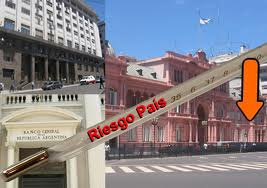 BANCO CENTRAL
REPUBLICA ARGENTINA
Riesgo País